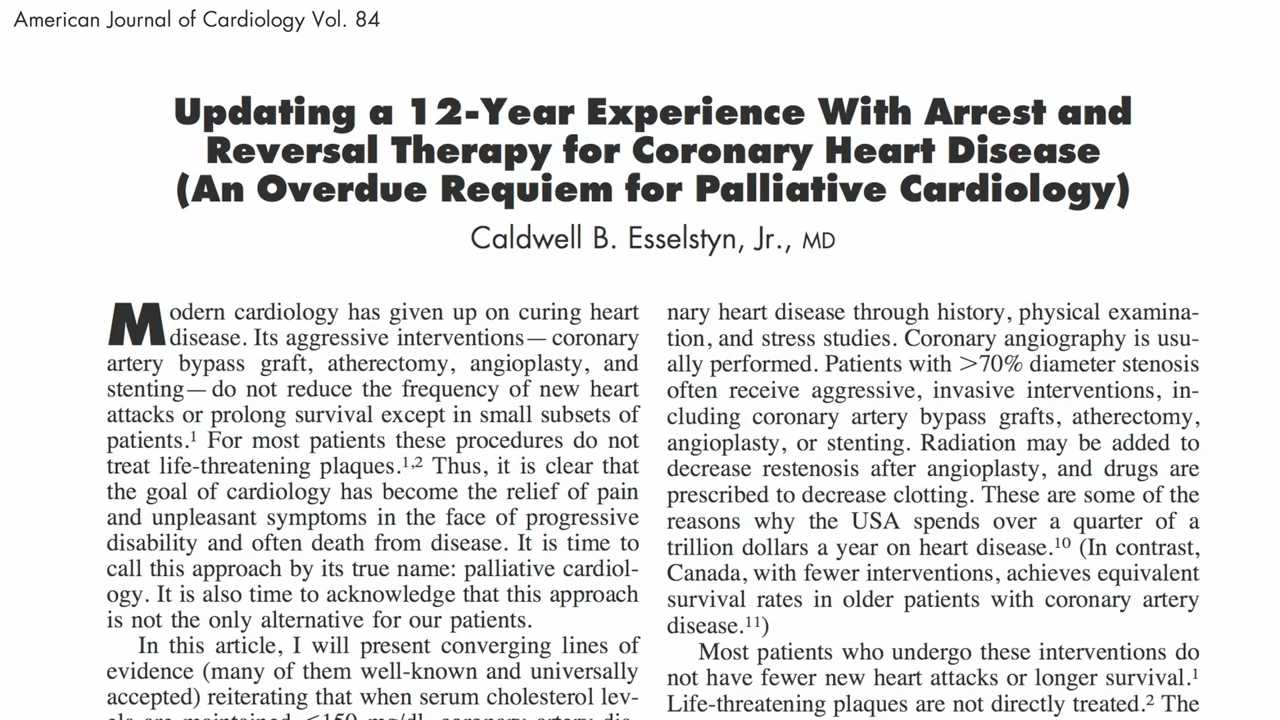 American Journal of Cardiology Vol. 84
Updating a 12-Year Experience With Arrest and
Reversal Therapy for Coronary Heart Disease
(An Overdue Requiem for Palliative Cardiology)
Caldwell B. Esselstyn, Jr., MD
Modern cardiology has given up on curing heart
disease. Its aggressive interventions—coronary
artery bypass graft, atherectomy, angioplasty, and
stenting—do not reduce the frequency of new heart
attacks or prolong survival except in small subsets of
patients.¹ For most patients these procedures do not
treat life-threatening plaques.¹,² Thus, it is clear that
the goal of cardiology has become the relief of pain
and unpleasant symptoms in the face of progressive
disability and often death from disease. It is time to
call this approach by its true name: palliative cardiol-
ogy. It is also time to acknowledge that this approach
is not the only alternative for our patients.
In this article, I will present converging lines of
evidence (many of them well-known and universally
accepted) reiterating that when serum cholesterol lev-
els are maintained <150 mg/dl, coronary artery dis-
nary heart disease through history, physical examina-
tion, and stress studies. Coronary angiography is usu-
ally performed. Patients with >70% diameter stenosis
often receive aggressive, invasive interventions, in-
cluding coronary artery bypass grafts, atherectomy,
angioplasty, or stenting. Radiation may be added to
decrease restenosis after angioplasty, and drugs are
prescribed to decrease clotting. These are some of the
reasons why the USA spends over a quarter of a
trillion dollars a year on heart disease.¹⁰ (In contrast,
Canada, with fewer interventions, achieves equivalent
survival rates in older patients with coronary artery
disease.¹¹)
Most patients who undergo these interventions do
not have fewer new heart attacks or longer survival.¹
Life-threatening plaques are not directly treated.² The